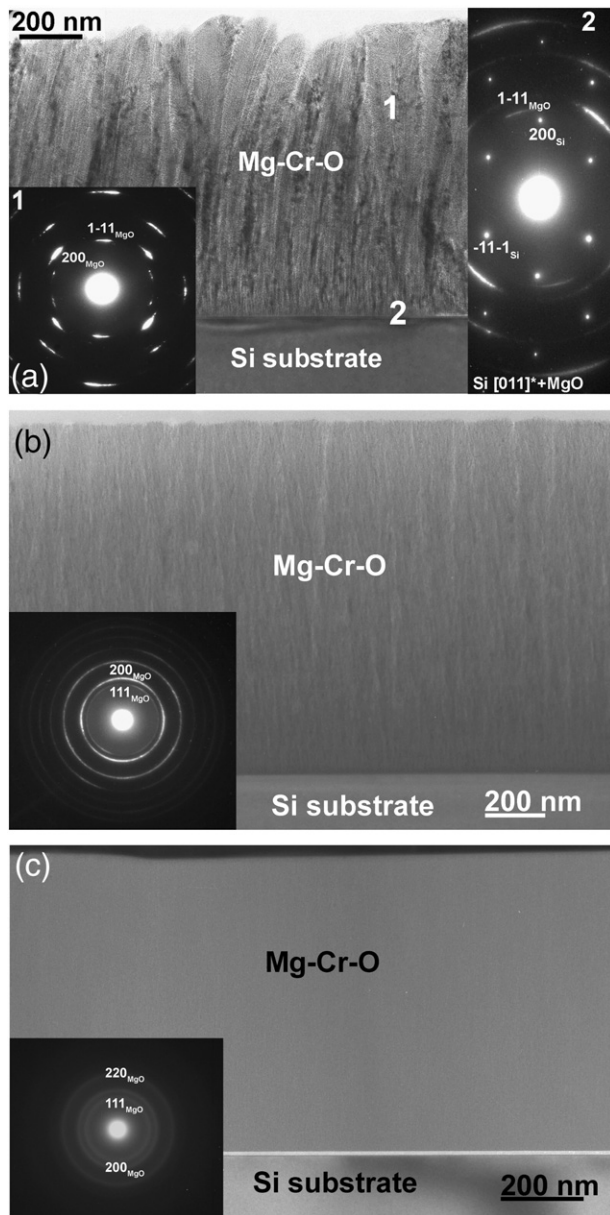 200 nm
2
1-11MgO
200Si
1
Mg-Cr-O
1
1-11MgO
200MgO
-11-1Si
2
Si substrate
(a)
Si [011]*+MgO
(b)
Mg-Cr-O
200MgO
111MgO
Si substrate
200 nm
(c)
Mg-Cr-O
220MgO
111MgO
200MgO
Si substrate
200 nm